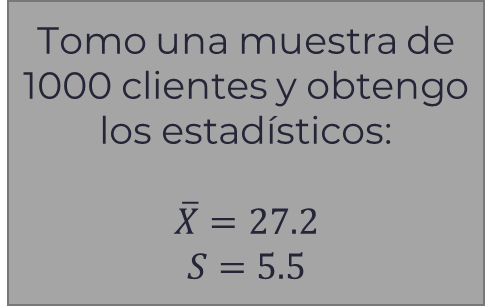 Tomo una muestra de
1000 clientes y obtengo
los estadísticos:
X̄ = 27.2
S = 5.5